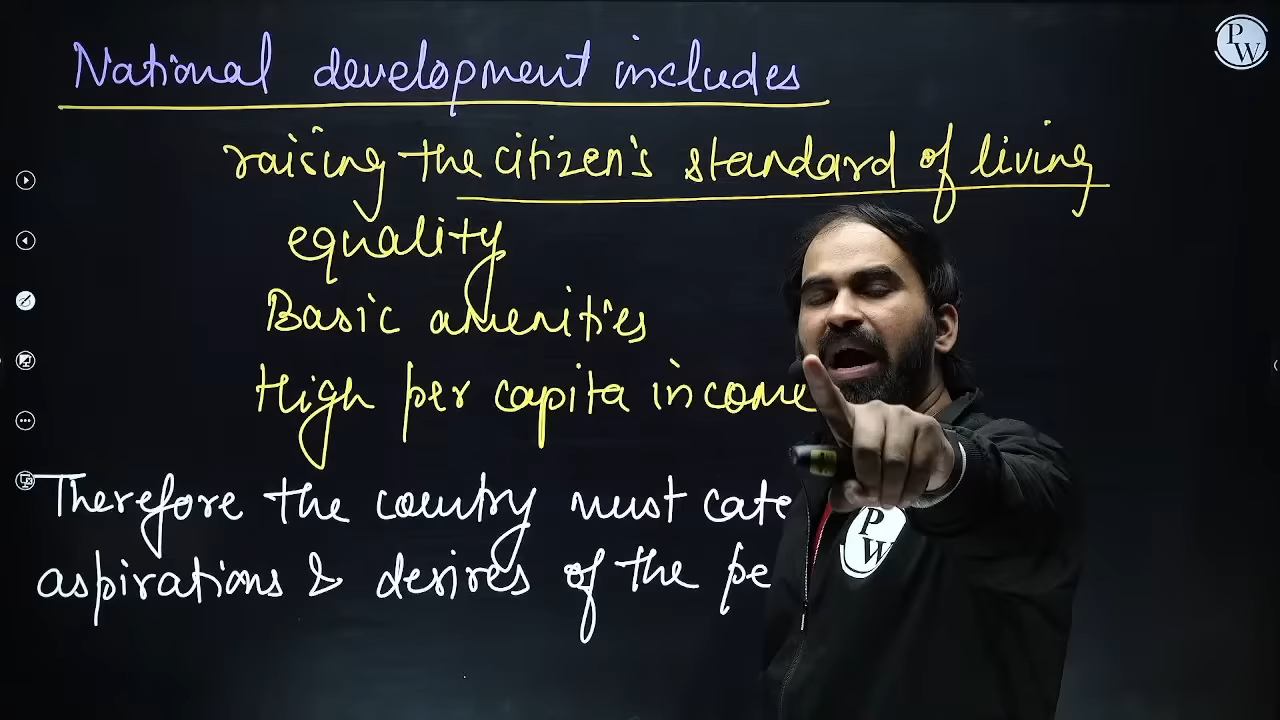 National development includes
PW
raising the citizen's standard of living
equality
Basic amenities
High per capita income
Therefore the country must cate
aspirations & desires of the pe
PW